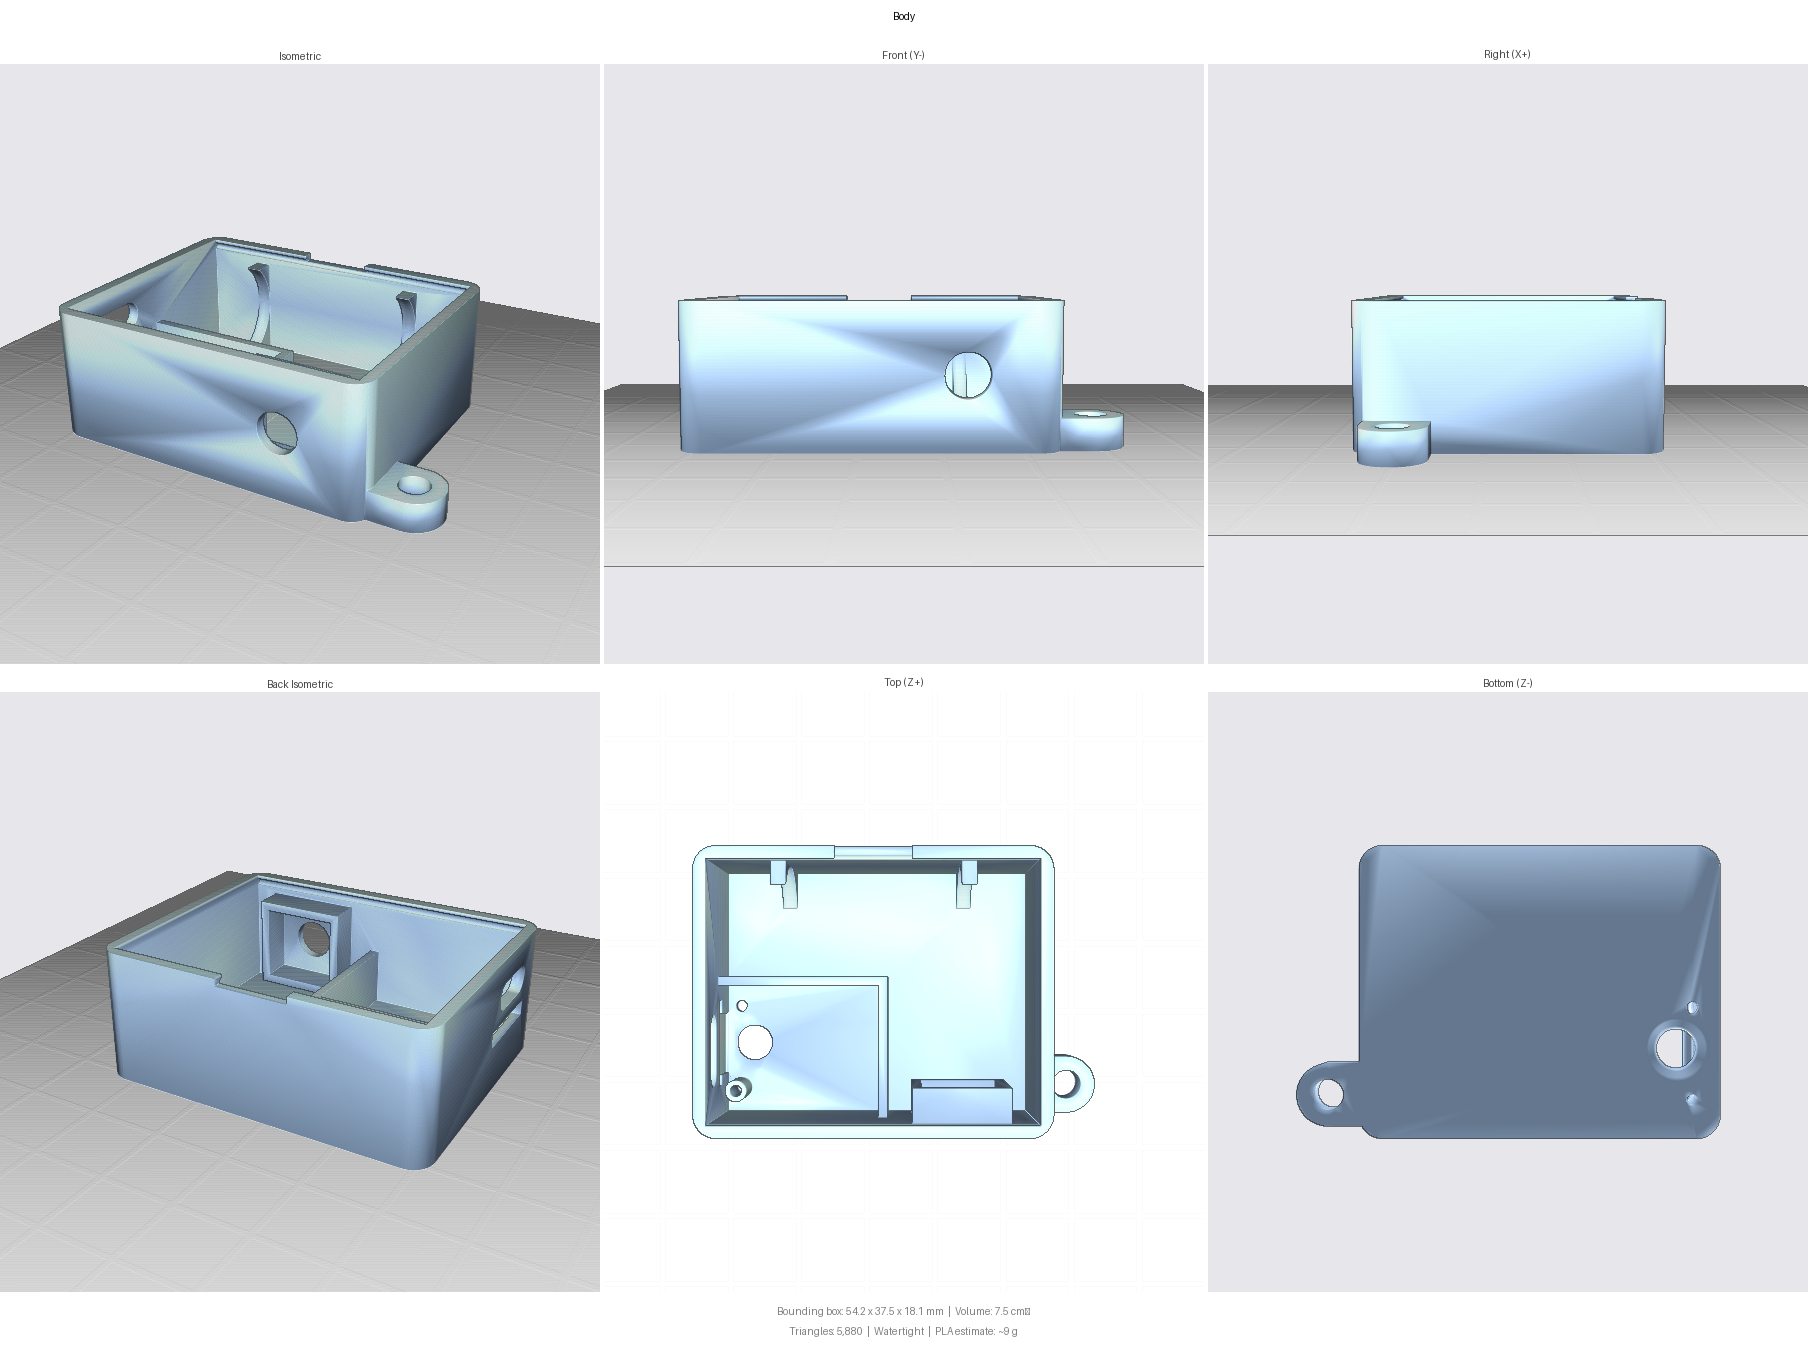 Body
Isometric
Front (Y-)
Right (X+)
Back Isometric
Top (Z+)
Bottom (Z-)
Bounding box: 54.2 x 37.5 x 18.1 mm | Volume: 7.5 cm▯
Triangles: 5,880 | Watertight | PLA estimate: ~9 g